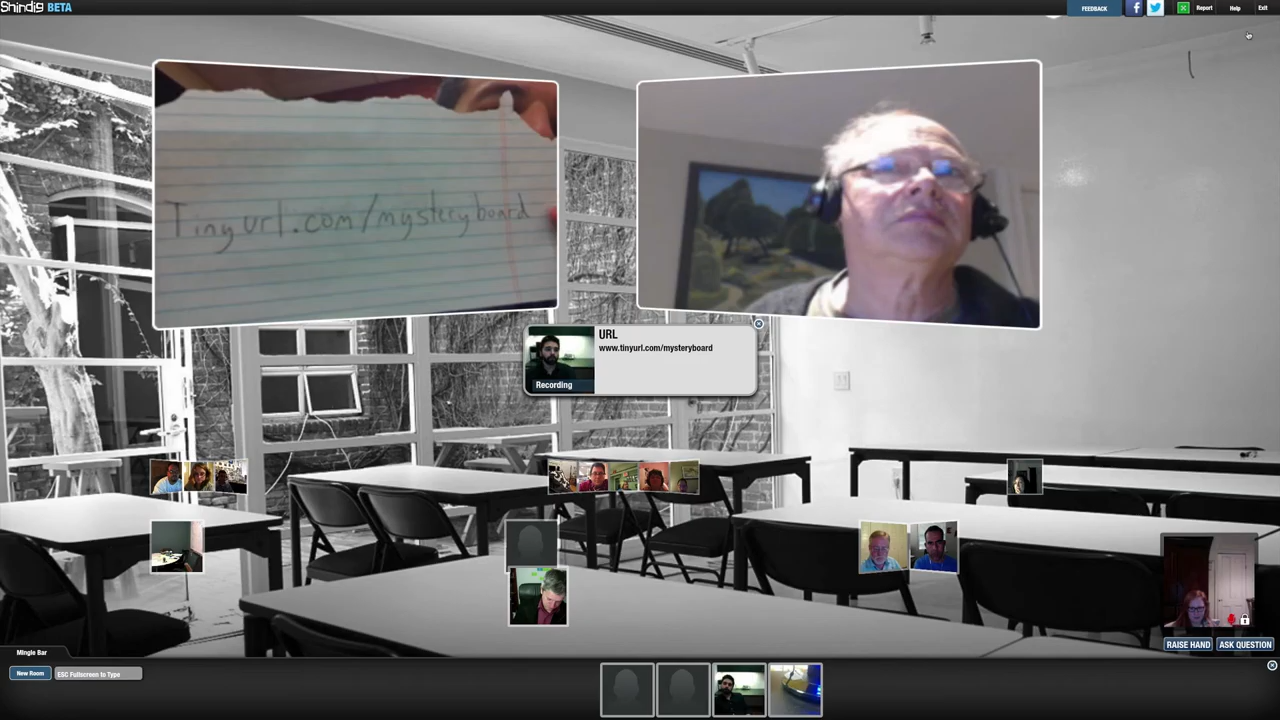 Shindig BETA
FEEDBACK
Report
Help
Exit
Tinyurl.com/mysteryboard
URL
www.tinyurl.com/mysteryboard
Recording
RAISE HAND
ASK QUESTION
Mingle Bar
New Room
ESC Fullscreen to Type